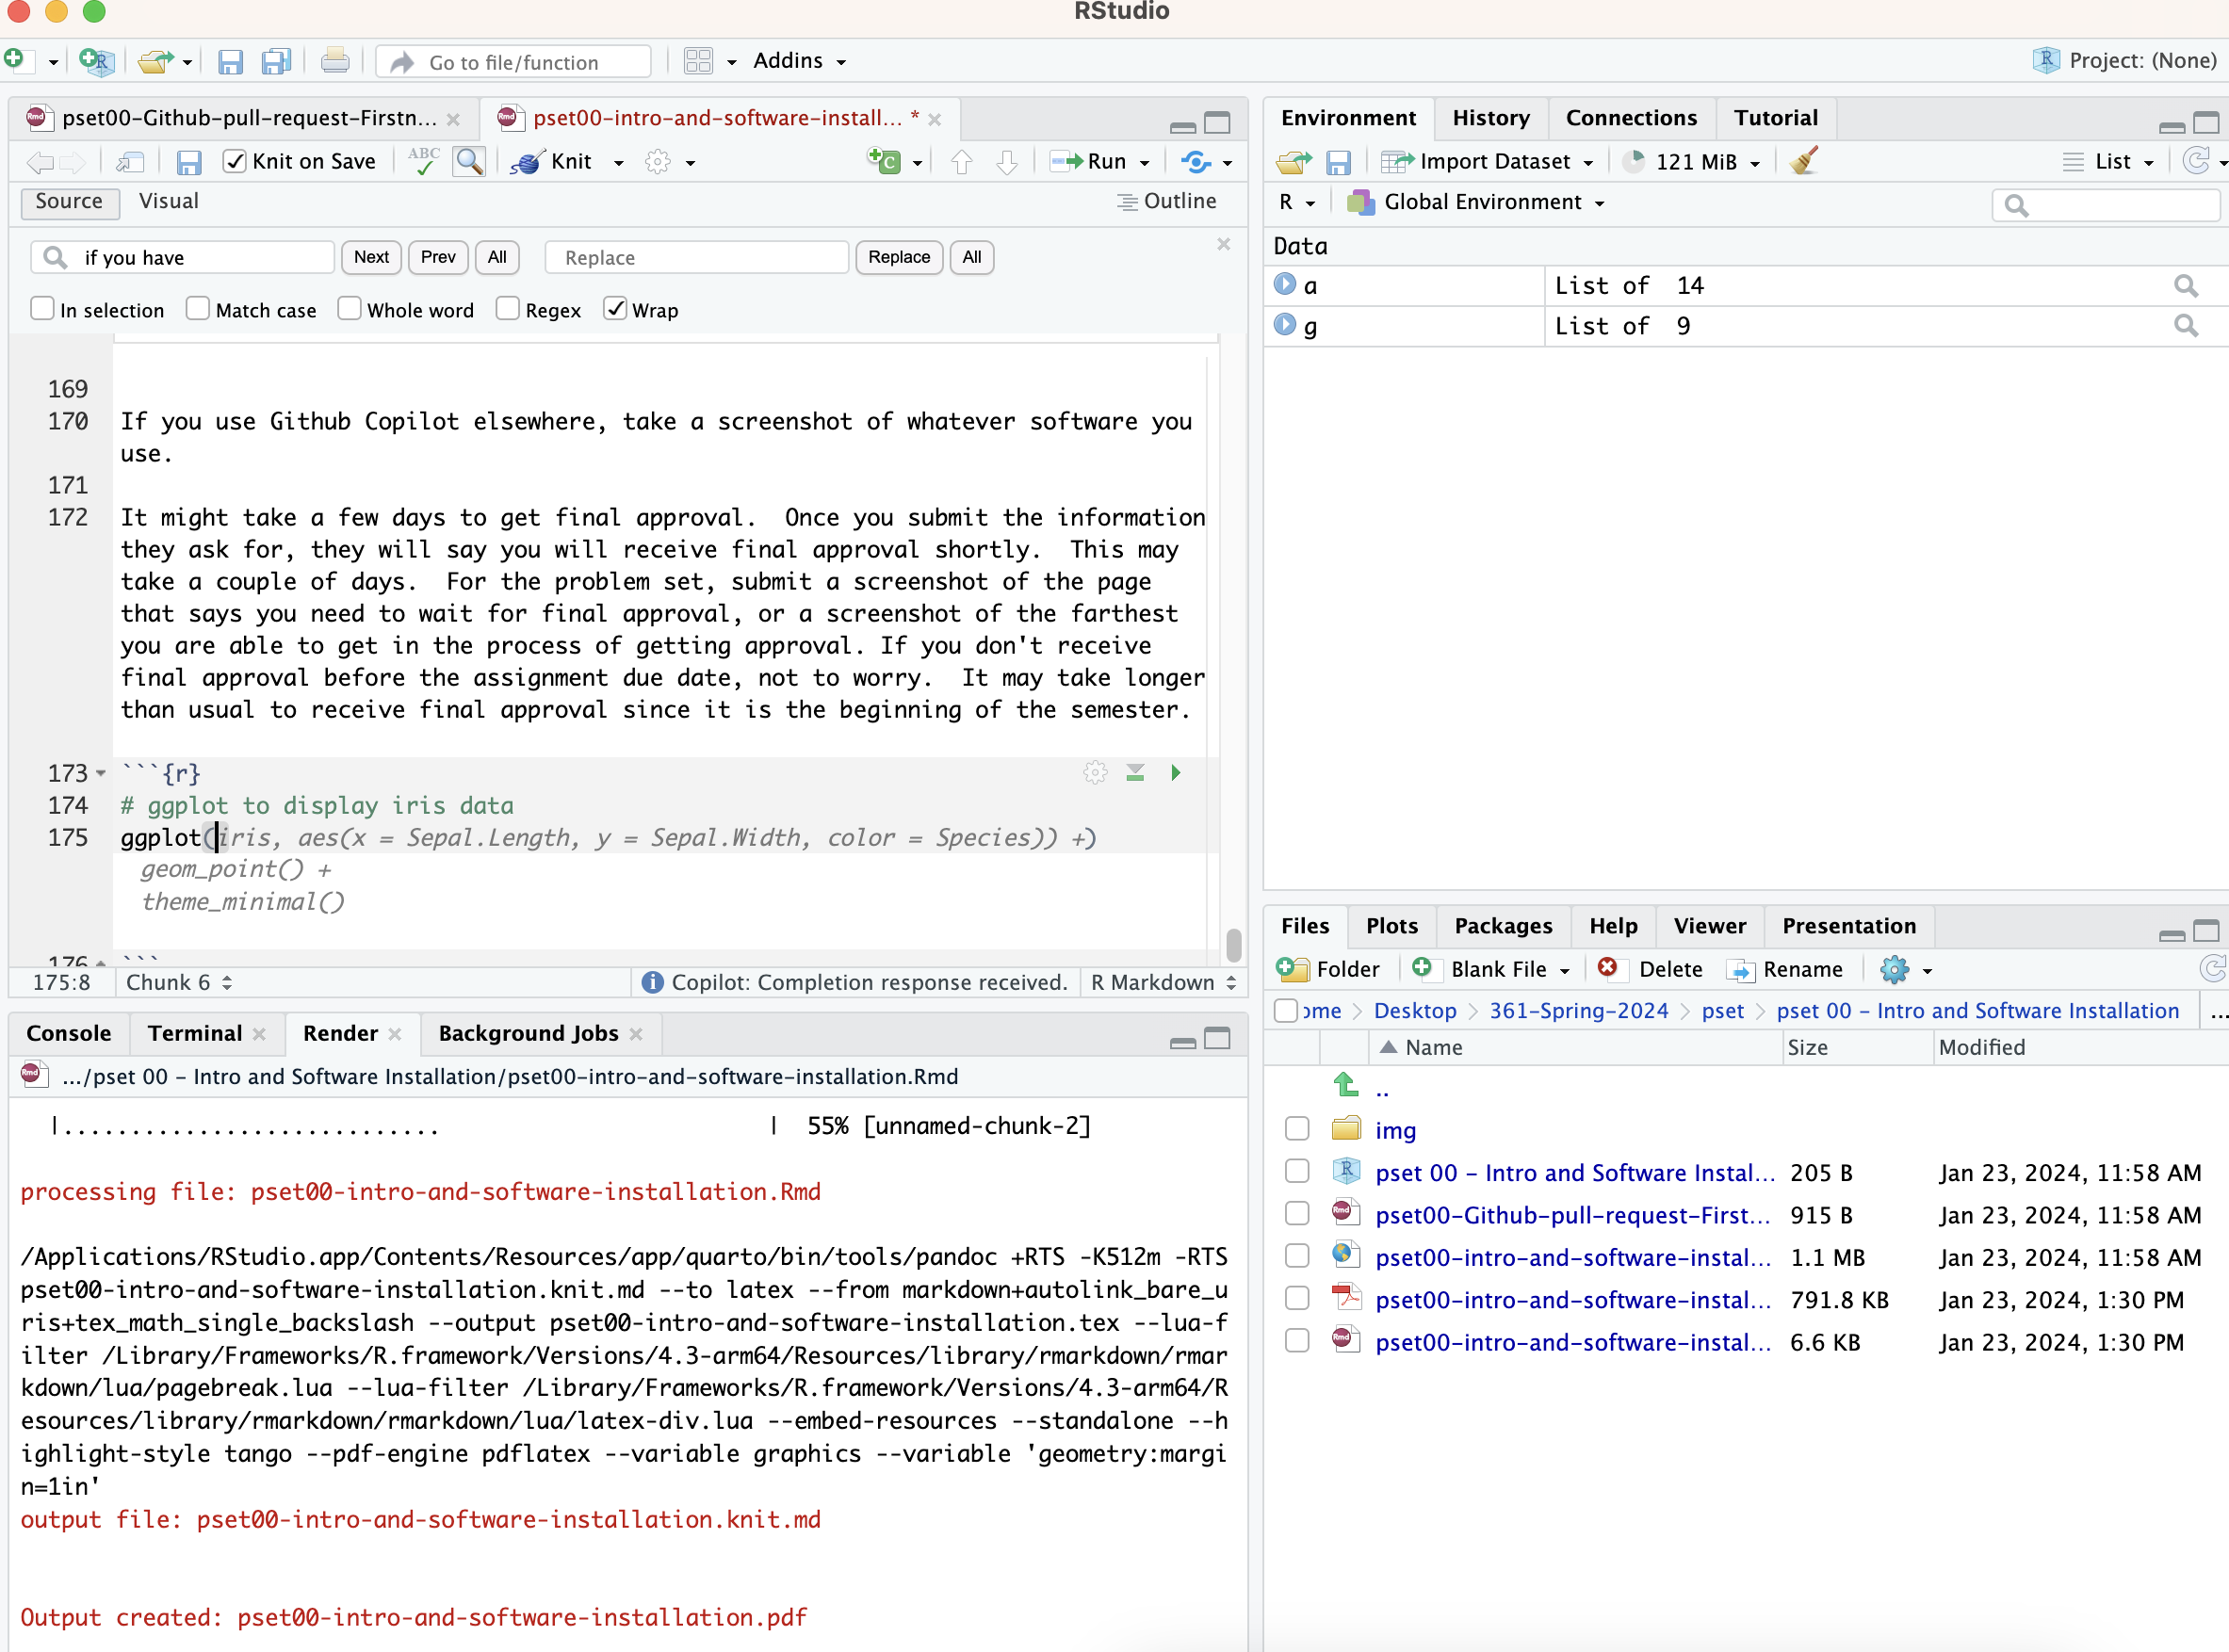 RStudio
Go to file/function
Addins
Project: (None)
pset00-Github-pull-request-Firstn...
pset00-intro-and-software-install... *
Knit on Save
ABC
Knit
Run
Source
Visual
Outline
if you have
Next
Prev
All
Replace
Replace
All
In selection
Match case
Whole word
Regex
Wrap
169
170 If you use Github Copilot elsewhere, take a screenshot of whatever software you
use.
171
172 It might take a few days to get final approval.  Once you submit the information
they ask for, they will say you will receive final approval shortly.  This may
take a couple of days.  For the problem set, submit a screenshot of the page
that says you need to wait for final approval, or a screenshot of the farthest
you are able to get in the process of getting approval. If you don't receive
final approval before the assignment due date, not to worry.  It may take longer
than usual to receive final approval since it is the beginning of the semester.
173 ```{r}
174 # ggplot to display iris data
175 ggplot(iris, aes(x = Sepal.Length, y = Sepal.Width, color = Species)) +)
geom_point() +
theme_minimal()
176 ```
175:8
Chunk 6
Copilot: Completion response received.
R Markdown
Console
Terminal
Render
Background Jobs
.../pset 00 – Intro and Software Installation/pset00-intro-and-software-installation.Rmd
|............................ | 55% [unnamed-chunk-2]
processing file: pset00-intro-and-software-installation.Rmd
/Applications/RStudio.app/Contents/Resources/app/quarto/bin/tools/pandoc +RTS -K512m -RTS
pset00-intro-and-software-installation.knit.md --to latex --from markdown+autolink_bare_u
ris+tex_math_single_backslash --output pset00-intro-and-software-installation.tex --lua-f
ilter /Library/Frameworks/R.framework/Versions/4.3-arm64/Resources/library/rmarkdown/rmar
kdown/lua/pagebreak.lua --lua-filter /Library/Frameworks/R.framework/Versions/4.3-arm64/R
esources/library/rmarkdown/rmarkdown/lua/latex-div.lua --embed-resources --standalone --h
ighlight-style tango --pdf-engine pdflatex --variable graphics --variable 'geometry:margi
n=1in'
output file: pset00-intro-and-software-installation.knit.md
Output created: pset00-intro-and-software-installation.pdf
Environment
History
Connections
Tutorial
Import Dataset
121 MiB
List
R
Global Environment
Data
a List of  14
g List of  9
Files
Plots
Packages
Help
Viewer
Presentation
Folder
Blank File
Delete
Rename
ome
Desktop
361-Spring-2024
pset
pset 00 – Intro and Software Installation
...
Name
Size
Modified
..
img
pset 00 – Intro and Software Instal... 205 B Jan 23, 2024, 11:58 AM
pset00-Github-pull-request-First... 915 B Jan 23, 2024, 11:58 AM
pset00-intro-and-software-instal... 1.1 MB Jan 23, 2024, 11:58 AM
pset00-intro-and-software-instal... 791.8 KB Jan 23, 2024, 1:30 PM
pset00-intro-and-software-instal... 6.6 KB Jan 23, 2024, 1:30 PM